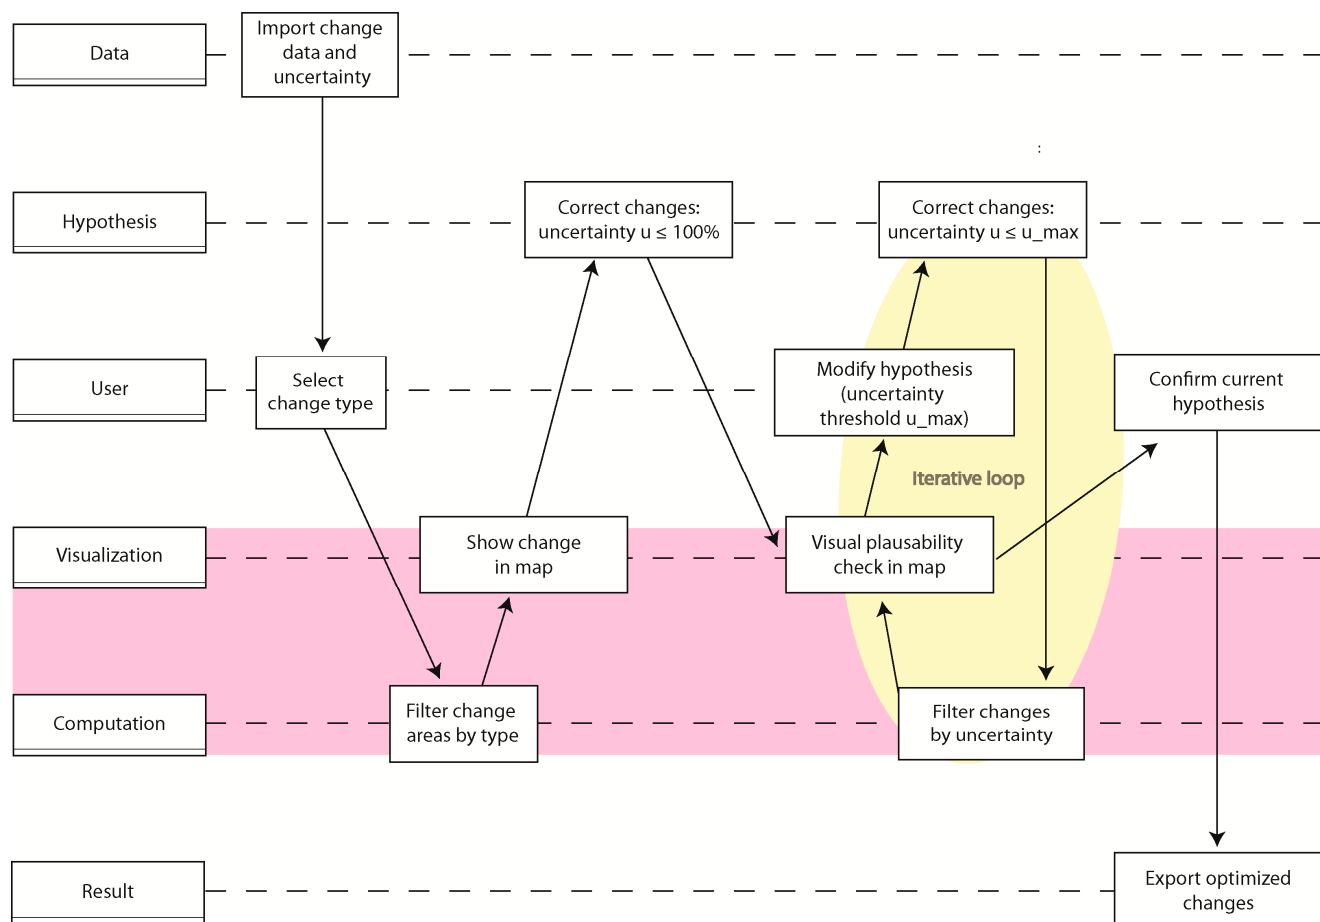 Data
Import change
data and
uncertainty
:
Hypothesis
Correct changes:
uncertainty u ≤ 100%
Correct changes:
uncertainty u ≤ u_max
User
Select
change type
Modify hypothesis
(uncertainty
threshold u_max)
Confirm current
hypothesis
Iterative loop
Visualization
Show change
in map
Visual plausability
check in map
Computation
Filter change
areas by type
Filter changes
by uncertainty
Result
Export optimized
changes